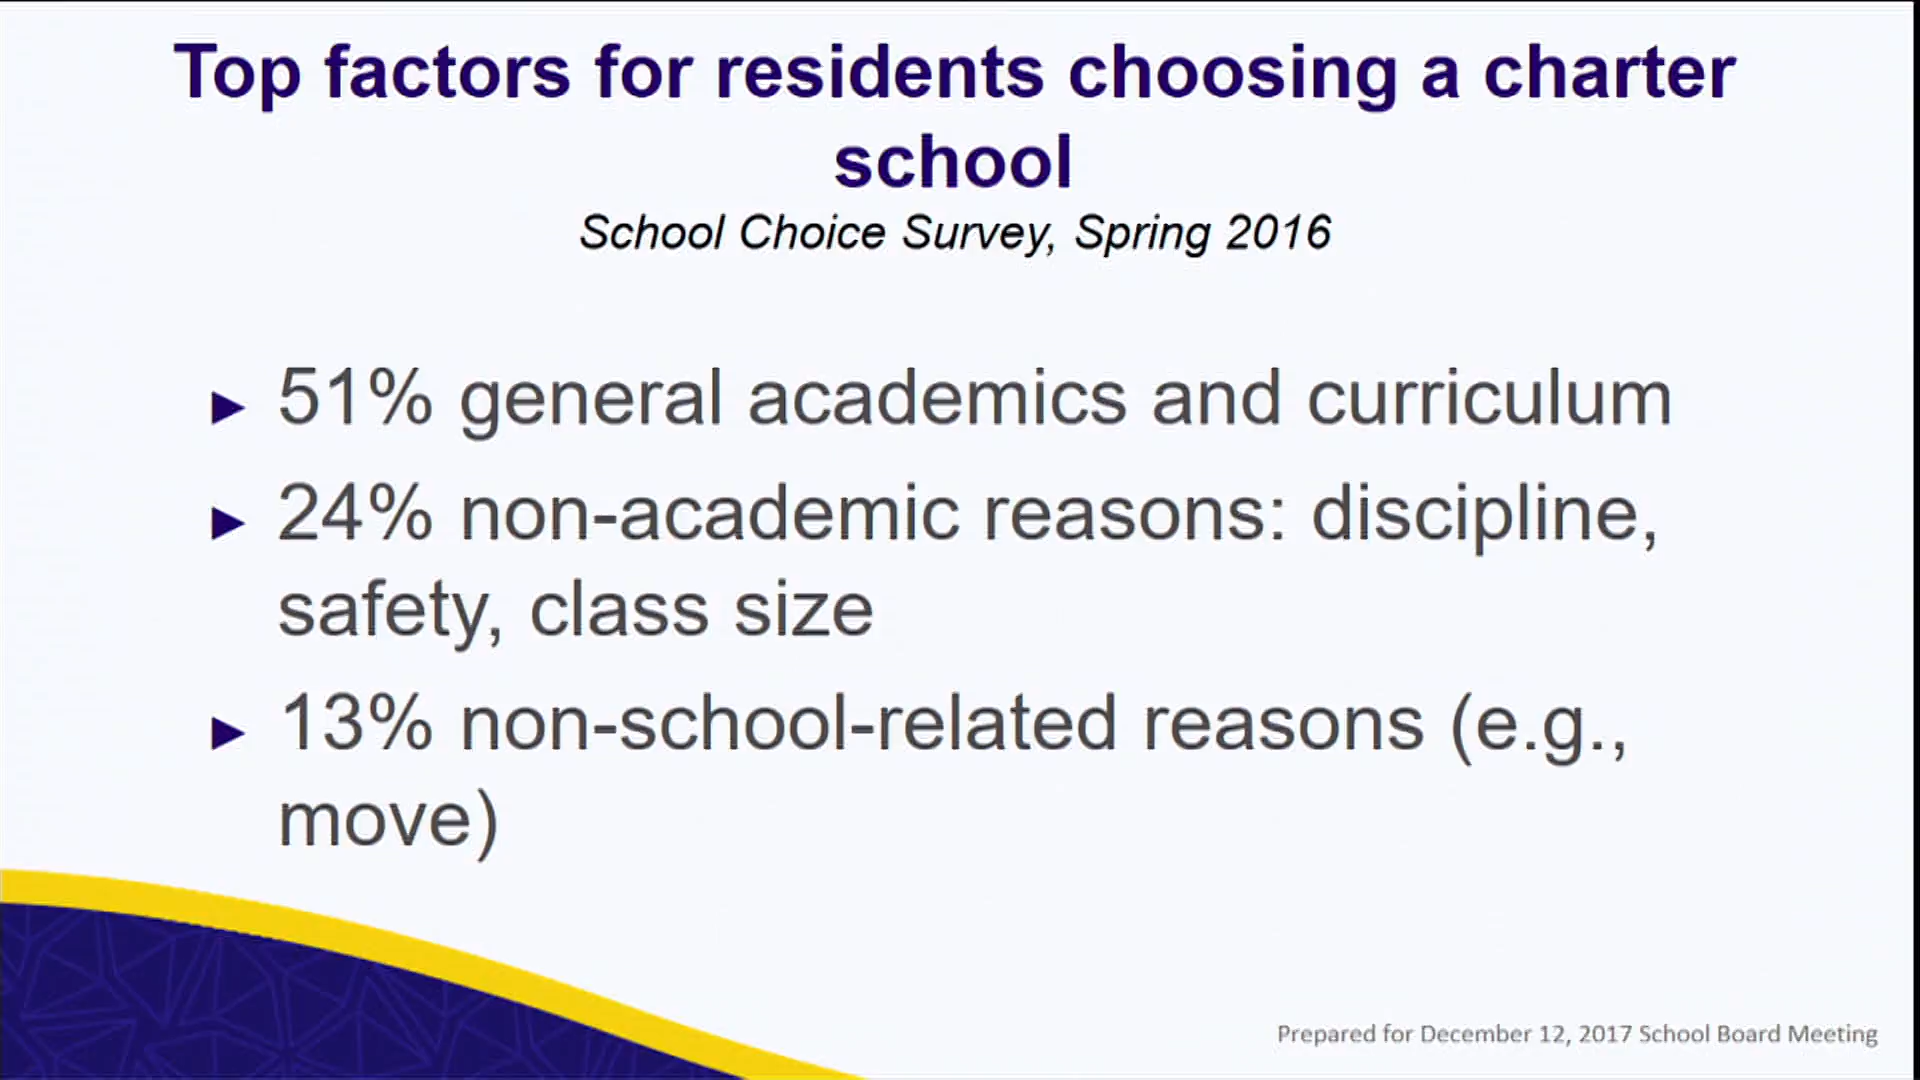 Top factors for residents choosing a charter
school
School Choice Survey, Spring 2016
► 51% general academics and curriculum
► 24% non-academic reasons: discipline,
safety, class size
► 13% non-school-related reasons (e.g.,
move)
Prepared for December 12, 2017 School Board Meeting